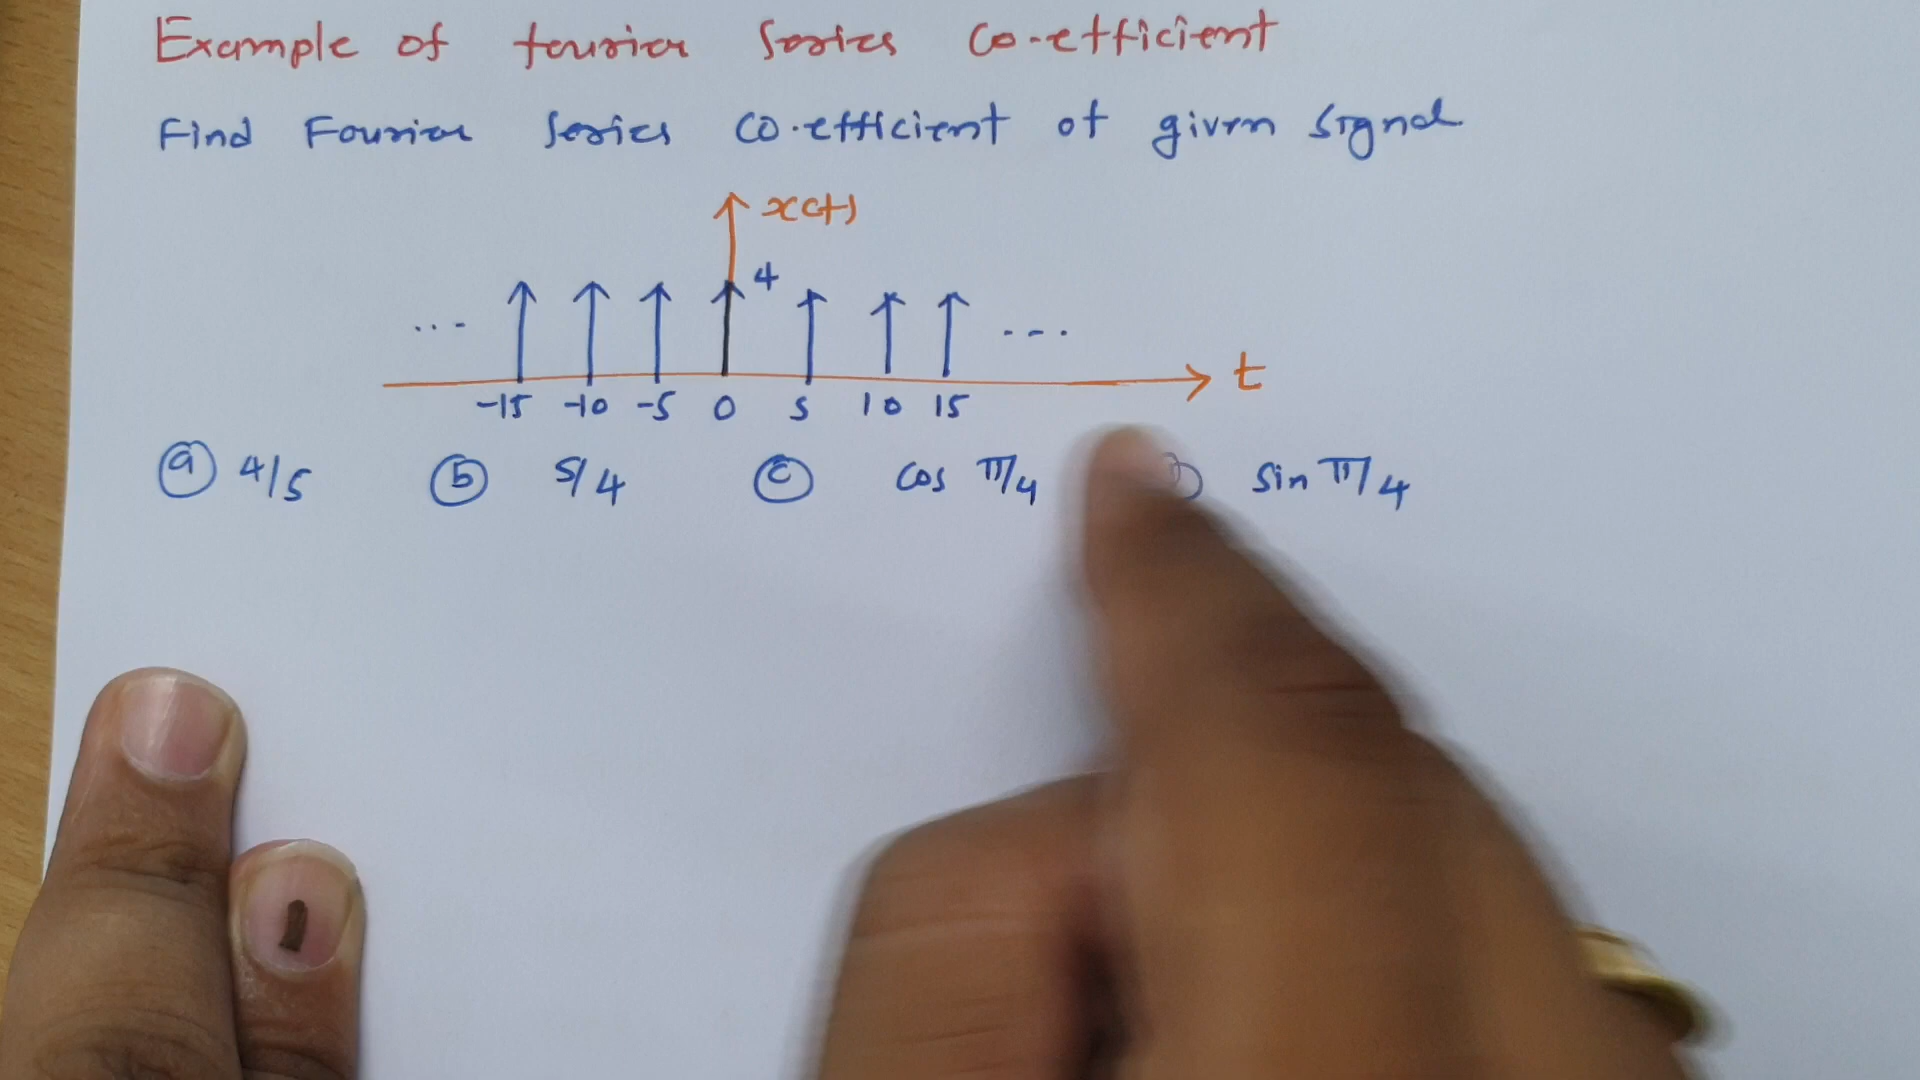 Example of fourier Series Co-efficient
Find Fourier Series Co-efficient of given Signal
x(t)
4
... ...
t
-15 -10 -5 0 5 10 15
a 4/5 b 5/4 c cos π/4 sin π/4